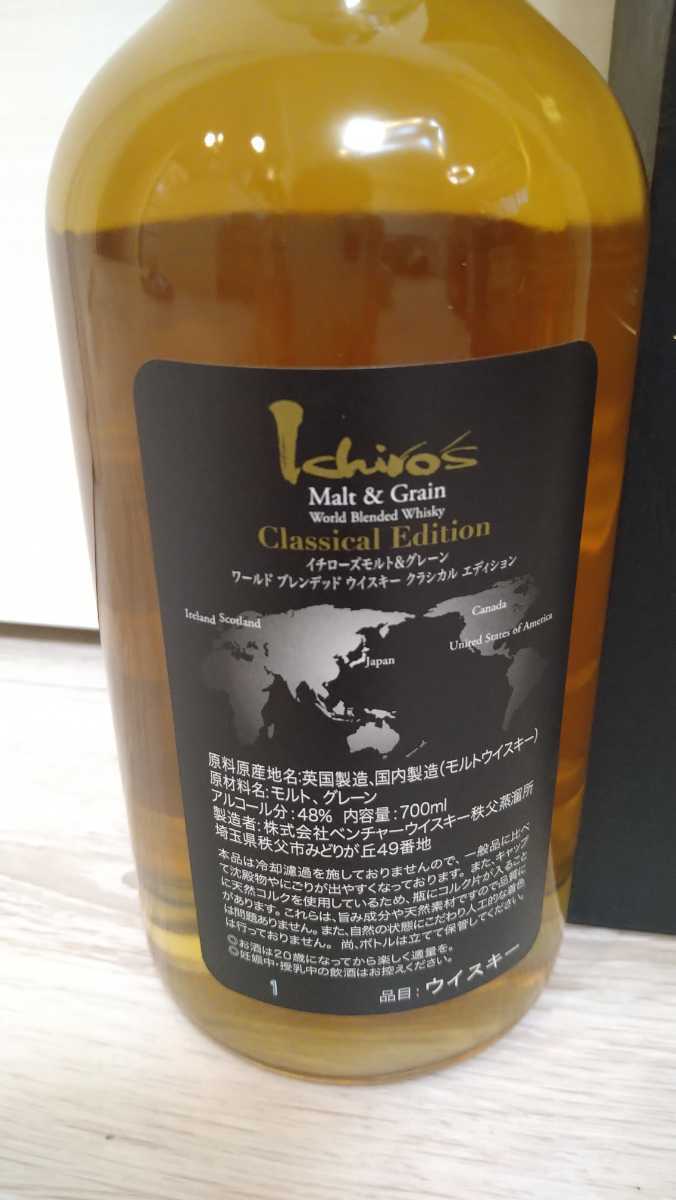 Ichiro's
Malt & Grain
World Blended Whisky
Classical Edition
イチローズモルト&グレーン
ワールド ブレンデッド ウイスキー クラシカル エディション
Ireland Scotland
Canada
United States of America
Japan
原料原産地名:英国製造、国内製造(モルトウイスキー)
原材料名:モルト、グレーン
アルコール分:48% 内容量:700ml
製造者:株式会社ベンチャーウイスキー秩父蒸溜所
埼玉県秩父市みどりが丘49番地
本品は冷却濾過を施しておりませんので、一般品に比べ
て沈殿物やにごりが出やすくなっております。また、キャップ
に天然コルクを使用しているため、瓶にコルク片が入ること
があります。これらは、旨み成分や天然素材ですので品質に
は問題ありません。また、自然の状態にこだわり人工的な着色
は行っておりません。 尚、ボトルは立てて保管してください。
◎お酒は20歳になってから楽しく適量を。
◎妊娠中・授乳中の飲酒はお控えください。
1
品目:ウイスキー